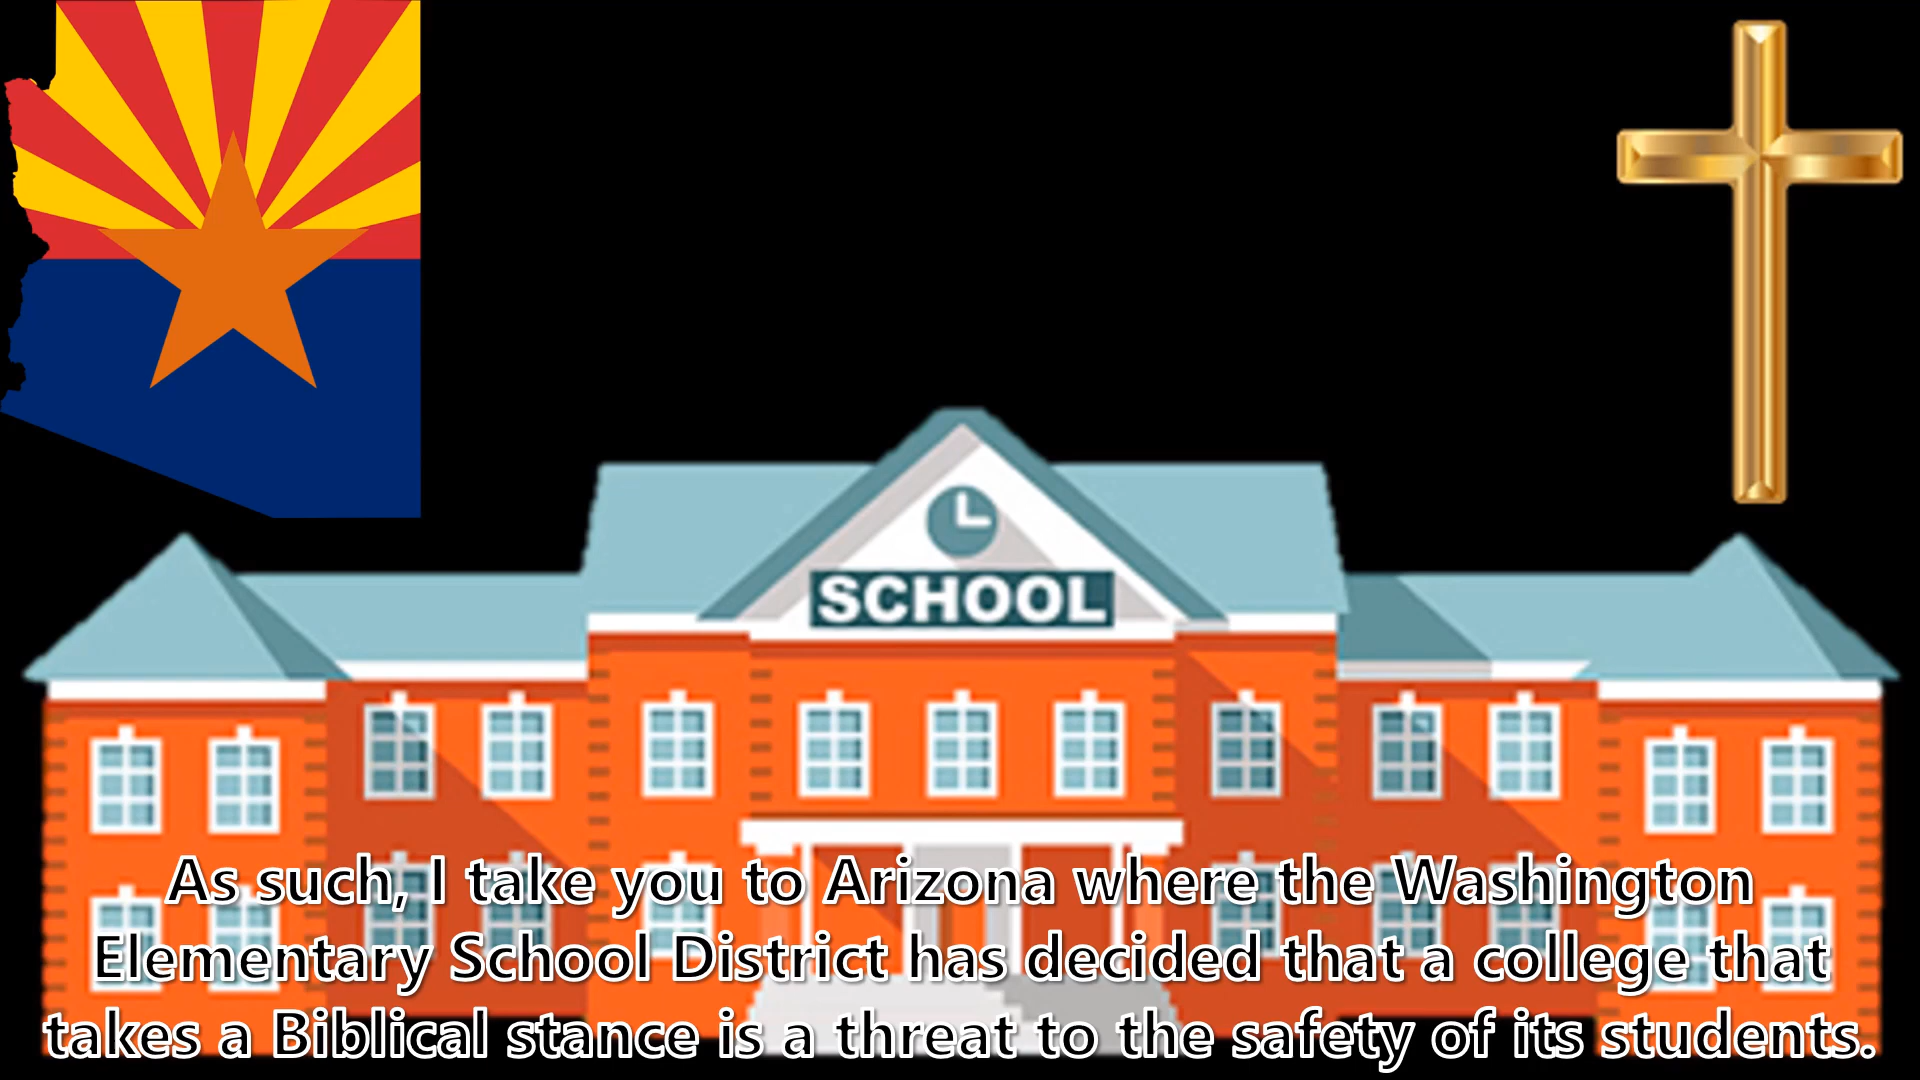 SCHOOL
As such, I take you to Arizona where the Washington
Elementary School District has decided that a college that
takes a Biblical stance is a threat to the safety of its students.